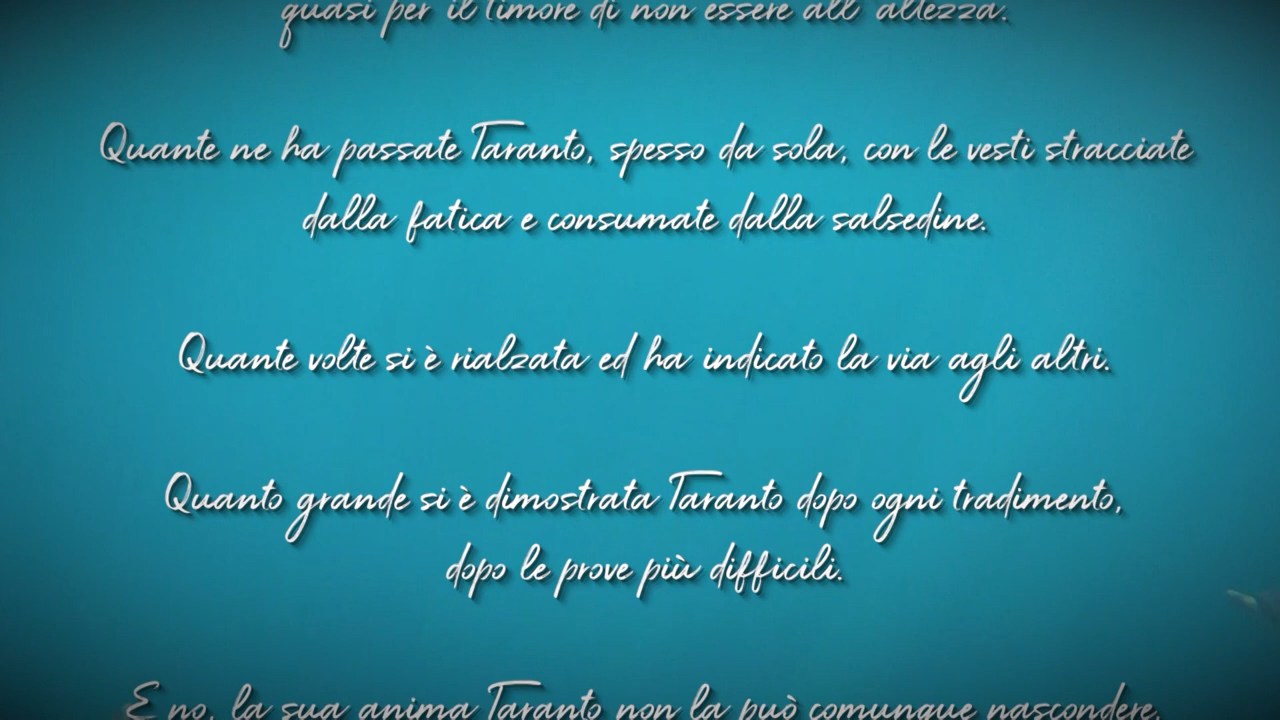 quasi per il timore di non essere all'altezza.
Quante ne ha passate Taranto, spesso da sola, con le vesti stracciate
dalla fatica e consumate dalla salsedine.
Quante volte si è rialzata ed ha indicato la via agli altri.
Quanto grande si è dimostrata Taranto dopo ogni tradimento,
dopo le prove più difficili.
E no, la sua anima Taranto non la può comunque nascondere.